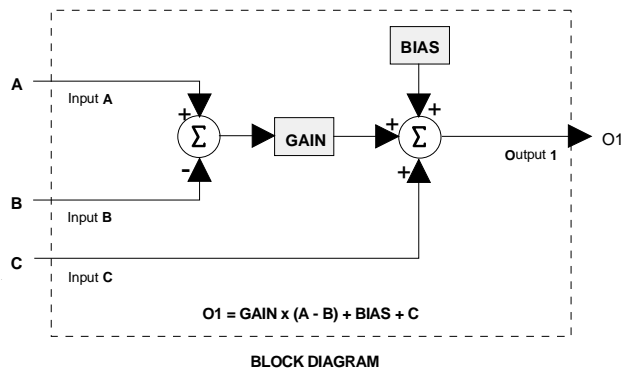 BIAS
A
Input A
+
+
Σ
GAIN
+
Σ
Output 1
O1
-
+
B
Input B
C
Input C
O1 = GAIN x (A - B) + BIAS + C
BLOCK DIAGRAM